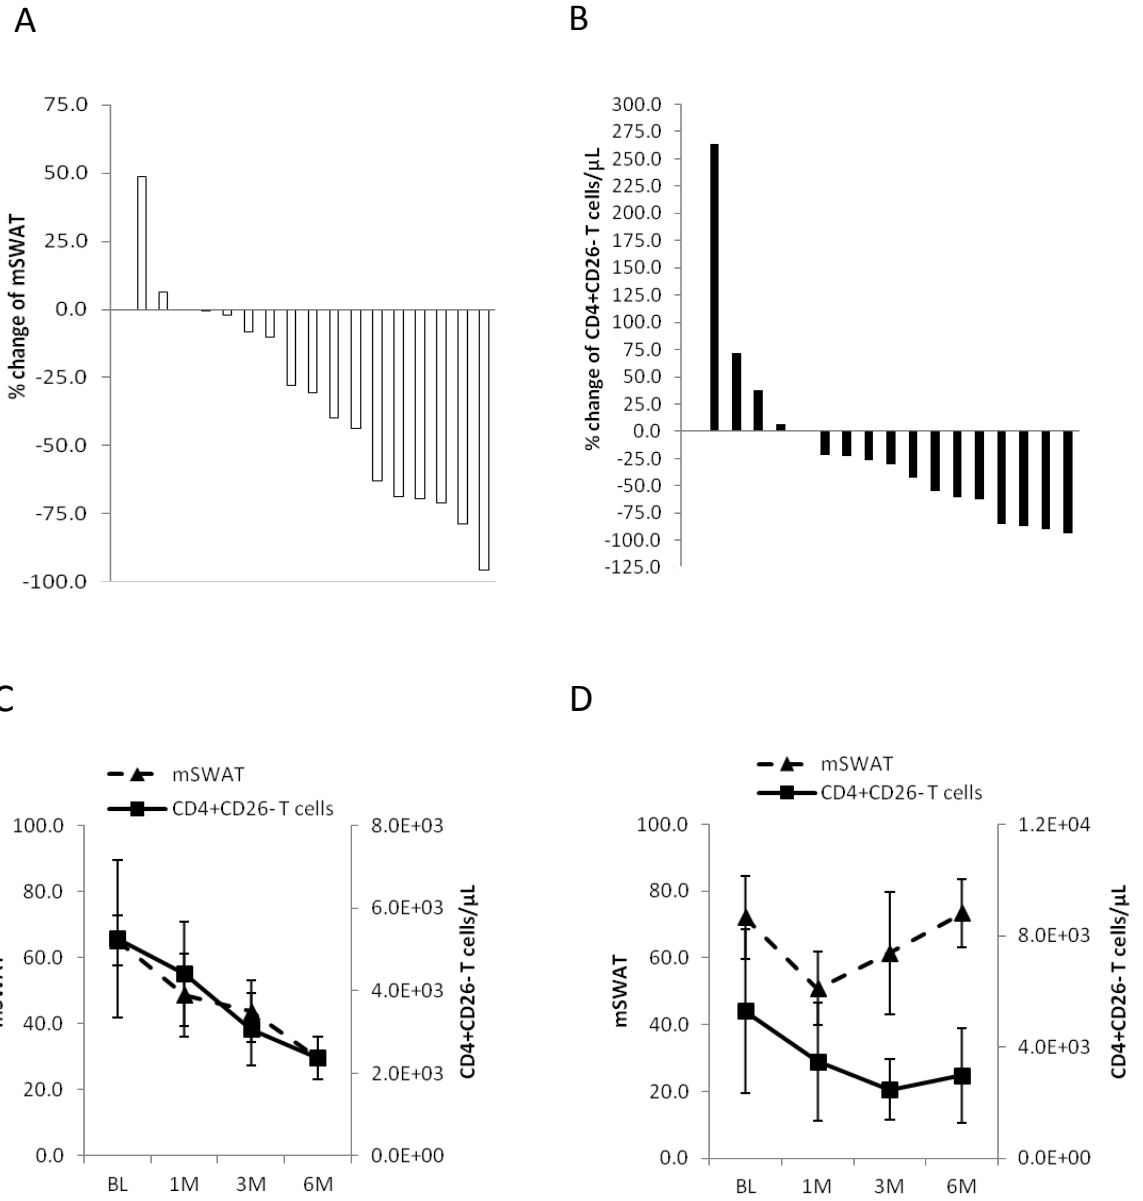 A
B
% change of mSWAT
75.0
50.0
25.0
0.0
-25.0
-50.0
-75.0
-100.0
% change of CD4+CD26- T cells/µL
300.0
275.0
250.0
225.0
200.0
175.0
150.0
125.0
100.0
75.0
50.0
25.0
0.0
-25.0
-50.0
-75.0
-100.0
-125.0
C
D
mSWAT
CD4+CD26- T cells
mSWAT
100.0
80.0
60.0
40.0
20.0
0.0
8.0E+03
6.0E+03
4.0E+03
2.0E+03
0.0E+00
CD4+CD26- T cells/µL
BL 1M 3M 6M
mSWAT
CD4+CD26- T cells
mSWAT
100.0
80.0
60.0
40.0
20.0
0.0
1.2E+04
8.0E+03
4.0E+03
0.0E+00
CD4+CD26- T cells/µL
BL 1M 3M 6M